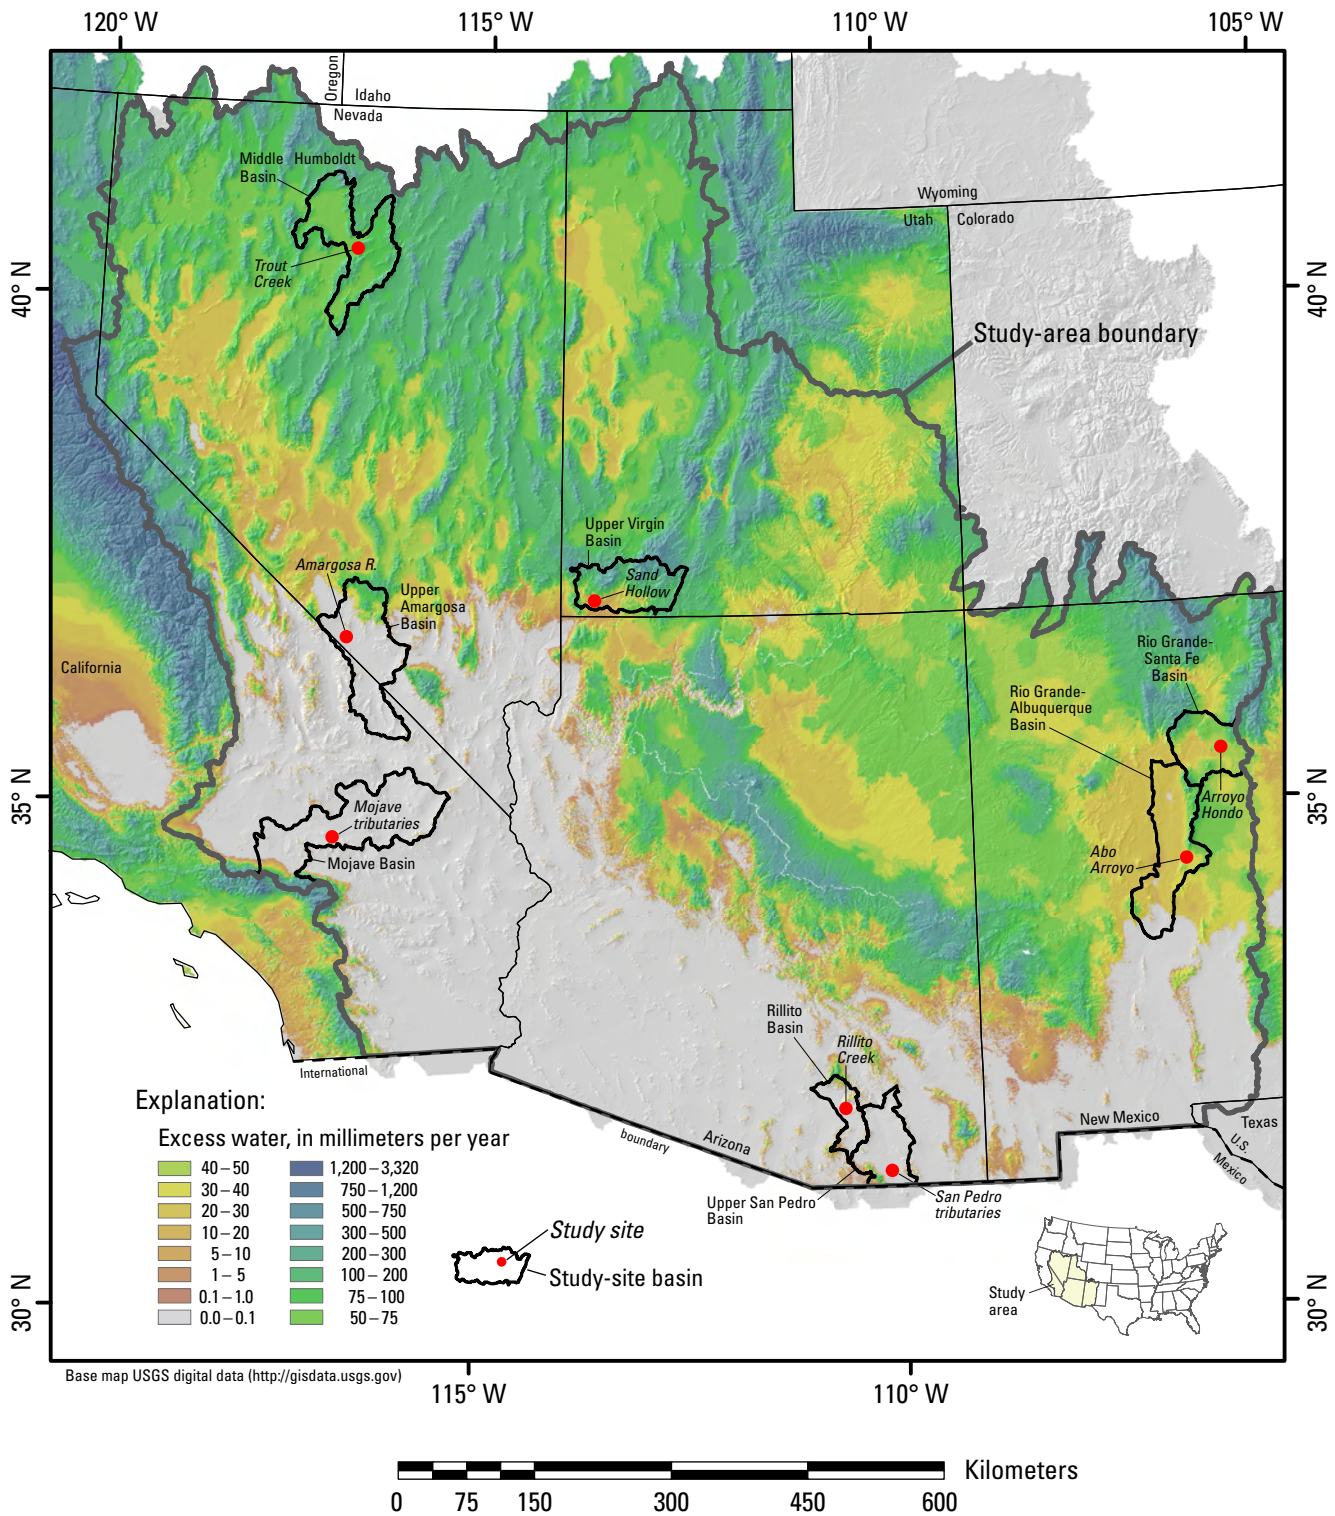 120° W
115° W
110° W
105° W
Oregon
Idaho
Nevada
Middle Humboldt
Basin
Trout
Creek
Wyoming
Utah
Colorado
40° N
40° N
Study-area boundary
Upper Virgin
Basin
Sand
Hollow
Amargosa R.
Upper
Amargosa
Basin
California
Rio Grande-
Santa Fe
Basin
Rio Grande-
Albuquerque
Basin
35° N
35° N
Mojave
tributaries
Mojave Basin
Arroyo
Hondo
Abo
Arroyo
Rillito
Basin
Rillito
Creek
International
boundary
Arizona
New Mexico
Texas
U.S.
Mexico
Upper San Pedro
Basin
San Pedro
tributaries
Explanation:
Excess water, in millimeters per year
40–50 1,200–3,320
30–40 750–1,200
20–30 500–750
10–20 300–500
5–10 200–300
1–5 100–200
0.1–1.0 75–100
0.0–0.1 50–75
Study site
Study-site basin
Study
area
30° N
30° N
Base map USGS digital data (http://gisdata.usgs.gov)
115° W
110° W
Kilometers
0 75 150 300 450 600